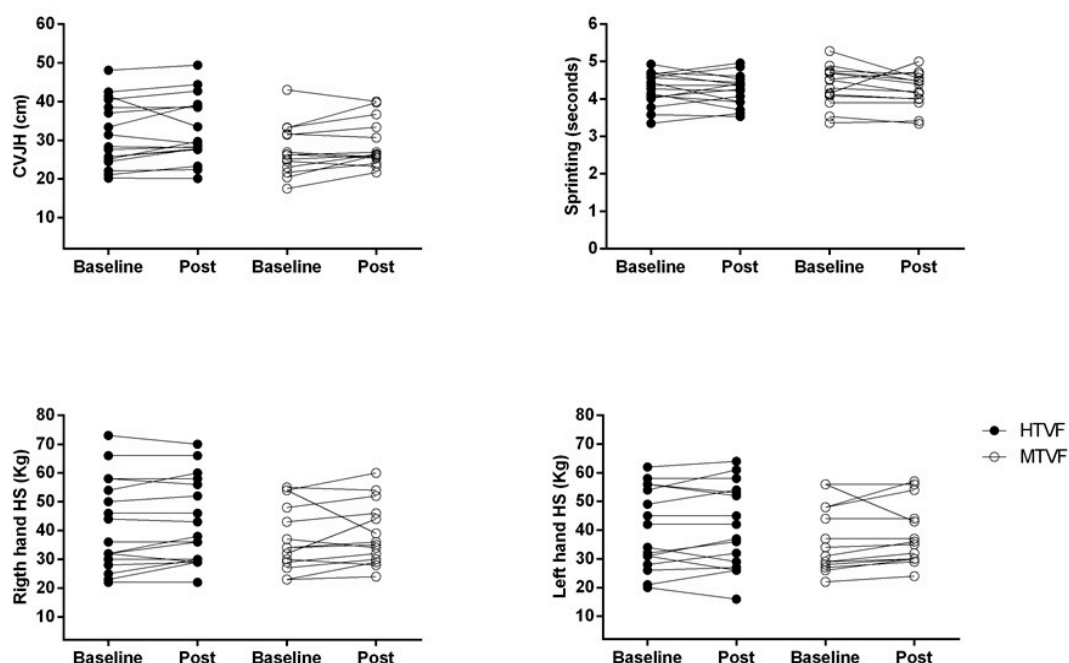 CVJH (cm)
60
50
40
30
20
10
Baseline Post Baseline Post
Sprinting (seconds)
6
5
4
3
2
1
0
Baseline Post Baseline Post
Rigth hand HS (Kg)
80
70
60
50
40
30
20
10
Baseline Post Baseline Post
Left hand HS (Kg)
80
70
60
50
40
30
20
10
Baseline Post Baseline Post
HTVF
MTVF